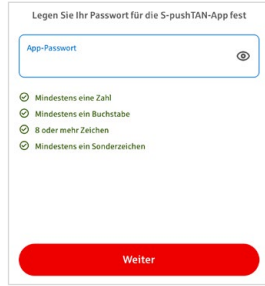 Legen Sie Ihr Passwort für die S-pushTAN-App fest
App-Passwort
Mindestens eine Zahl
Mindestens ein Buchstabe
8 oder mehr Zeichen
Mindestens ein Sonderzeichen
Weiter